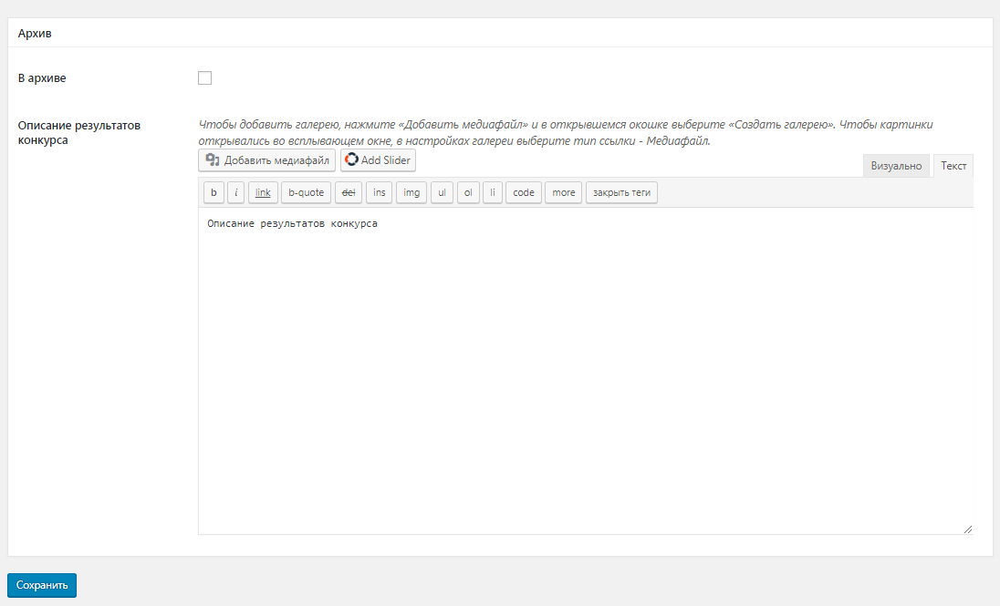 Архив
В архиве
Описание результатов
конкурса
Чтобы добавить галерею, нажмите «Добавить медиафайл» и в открывшемся окошке выберите «Создать галерею». Чтобы картинки
открывались во всплывающем окне, в настройках галереи выберите тип ссылки - Медиафайл.
Добавить медиафайл Add Slider
Визуально Текст
b i link b-quote del ins img ul ol li code more закрыть теги
Описание результатов конкурса
Сохранить